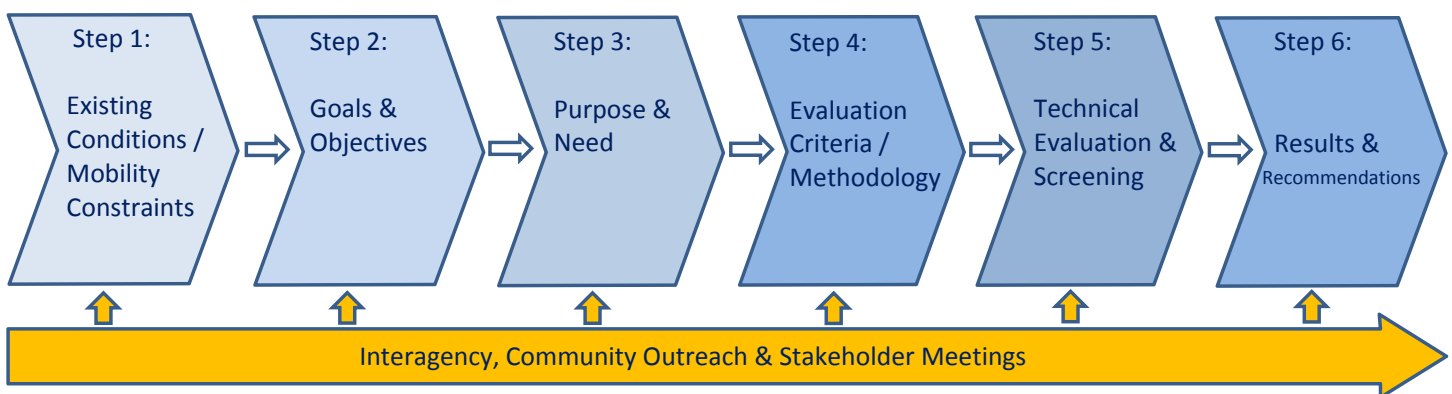 Step 1:
Existing
Conditions /
Mobility
Constraints
Step 2:
Goals &
Objectives
Step 3:
Purpose &
Need
Step 4:
Evaluation
Criteria /
Methodology
Step 5:
Technical
Evaluation &
Screening
Step 6:
Results &
Recommendations
Interagency, Community Outreach & Stakeholder Meetings